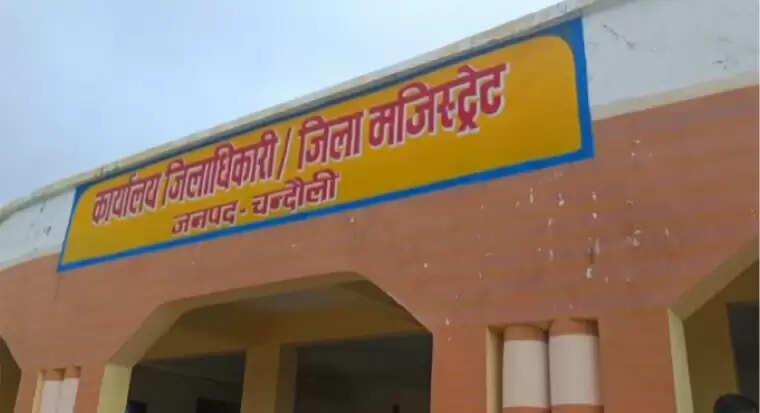 कार्यालय जिलाधिकारी / जिला मजिस्ट्रेट
जनपद - चन्दौली